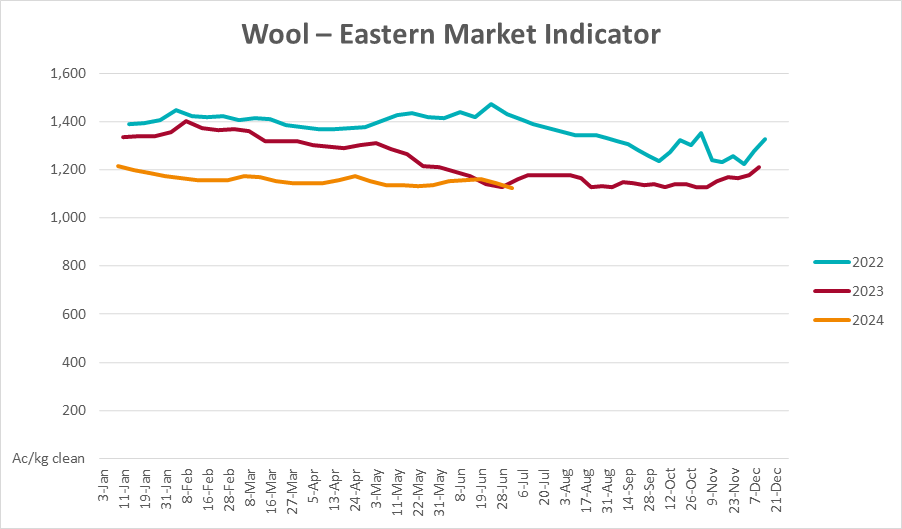 Wool – Eastern Market Indicator
1,600
1,400
1,200
1,000
800
600
400
200
Ac/kg clean
3-Jan
11-Jan
19-Jan
31-Jan
8-Feb
16-Feb
28-Feb
8-Mar
16-Mar
27-Mar
5-Apr
13-Apr
24-Apr
3-May
11-May
22-May
31-May
8-Jun
19-Jun
28-Jun
6-Jul
20-Jul
3-Aug
17-Aug
31-Aug
14-Sep
28-Sep
12-Oct
26-Oct
9-Nov
23-Nov
7-Dec
21-Dec
2022
2023
2024